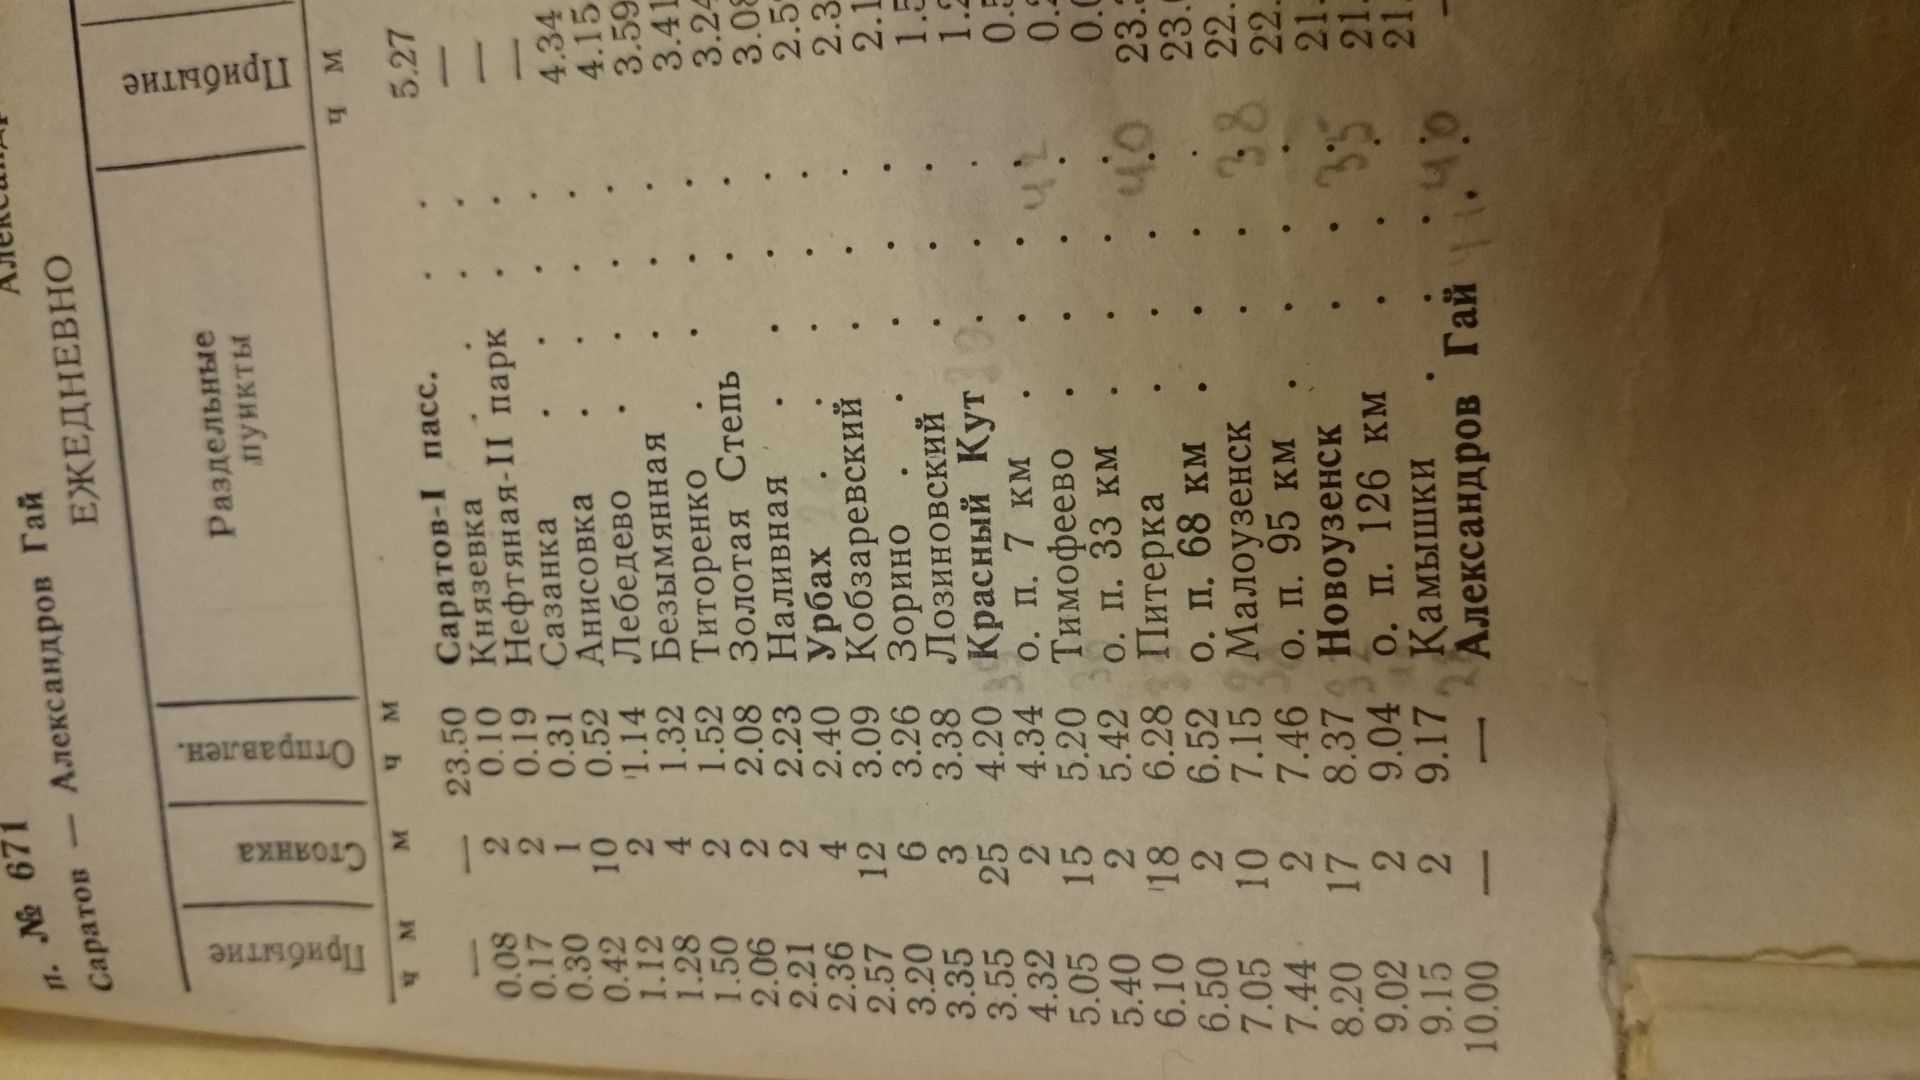 п. № 671
Саратов — Александров Гай
ЕЖЕДНЕВНО
Прибытие Стоянка Отправлен. Раздельные пункты Прибытие
ч м м ч м ч м
— — 23.50 Саратов-I пасс. 5.27
0.08 2 0.10 Князевка —
0.17 2 0.19 Нефтяная-II парк —
0.30 1 0.31 Сазанка —
0.42 10 0.52 Анисовка 4.34
1.12 2 1.14 Лебедево 4.15
1.28 4 1.32 Безымянная 3.59
1.50 2 1.52 Титоренко 3.41
2.06 2 2.08 Золотая Степь 3.24
2.21 2 2.23 Наливная 3.08
2.36 4 2.40 Урбах
2.57 12 3.09 Кобзаревский
3.20 6 3.26 Зорино
3.35 3 3.38 Лозиновский
3.55 25 4.20 Красный Кут
4.32 2 4.34 о. п. 7 км
5.05 15 5.20 Тимофеево
5.40 2 5.42 о. п. 33 км
6.10 18 6.28 Питерка
6.50 2 6.52 о. п. 68 км
7.05 10 7.15 Малоузенск
7.44 2 7.46 о. п. 95 км
8.20 17 8.37 Новоузенск
9.02 2 9.04 о. п. 126 км
9.15 2 9.17 Камышки
10.00 — — Александров Гай —